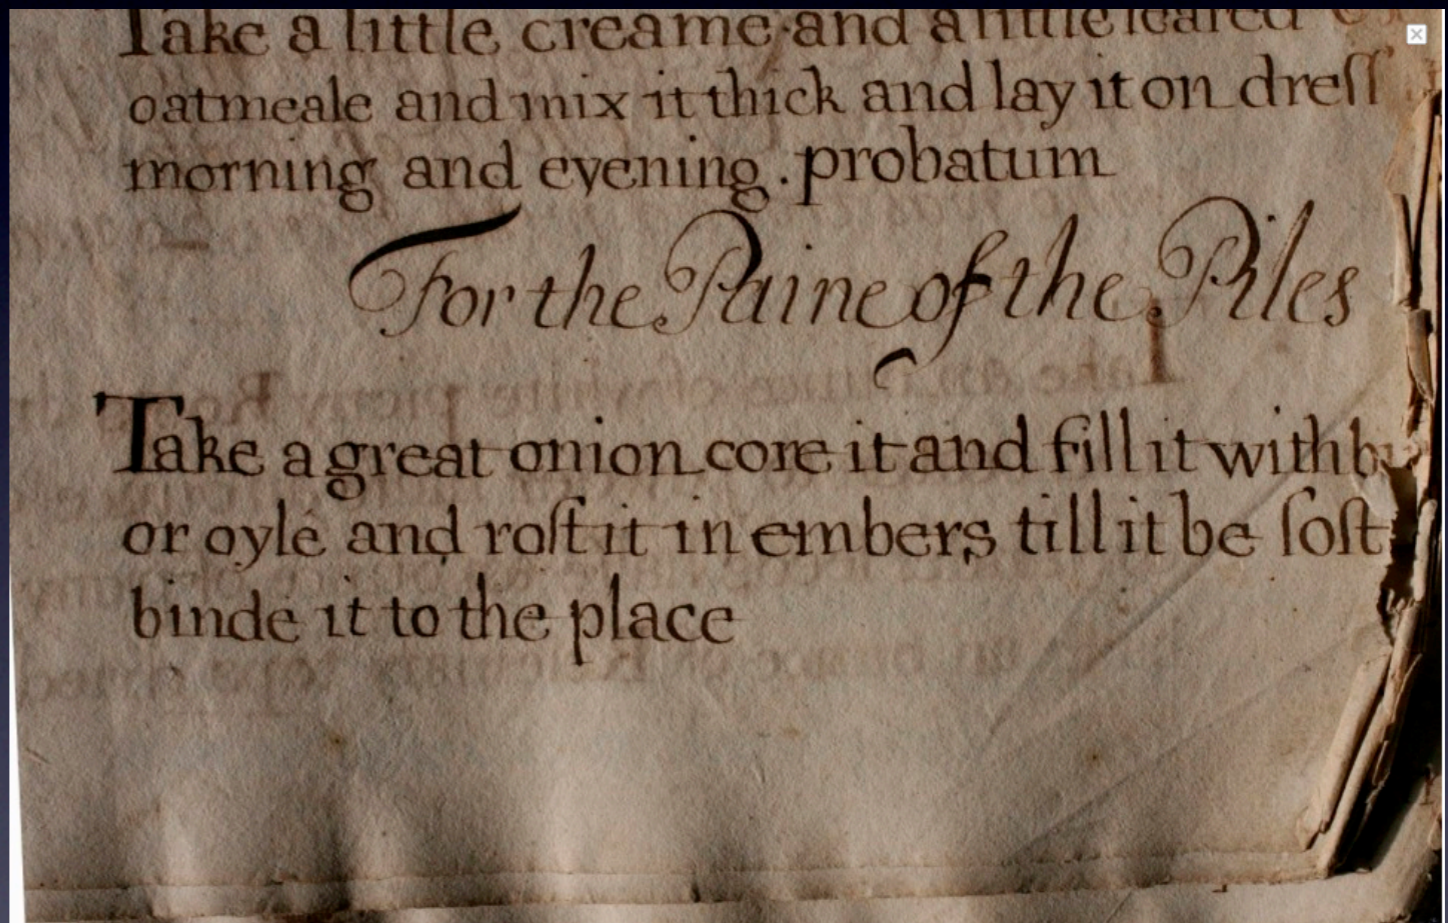 Take a little creame and a little seared
oatmeale and mix it thick and lay it on dreſſ
morning and evening . probatum
For the Paine of the Piles
Take a great onion core it and fill it with
or oyle and roſt it in embers till it be ſoft
binde it to the place